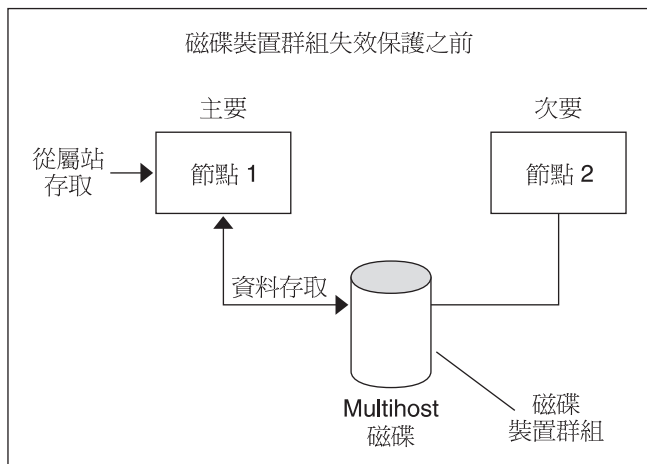 磁碟裝置群組失效保護之前
主要
次要
從屬站
存取
節點 1
節點 2
資料存取
Multihost
磁碟
磁碟
裝置群組